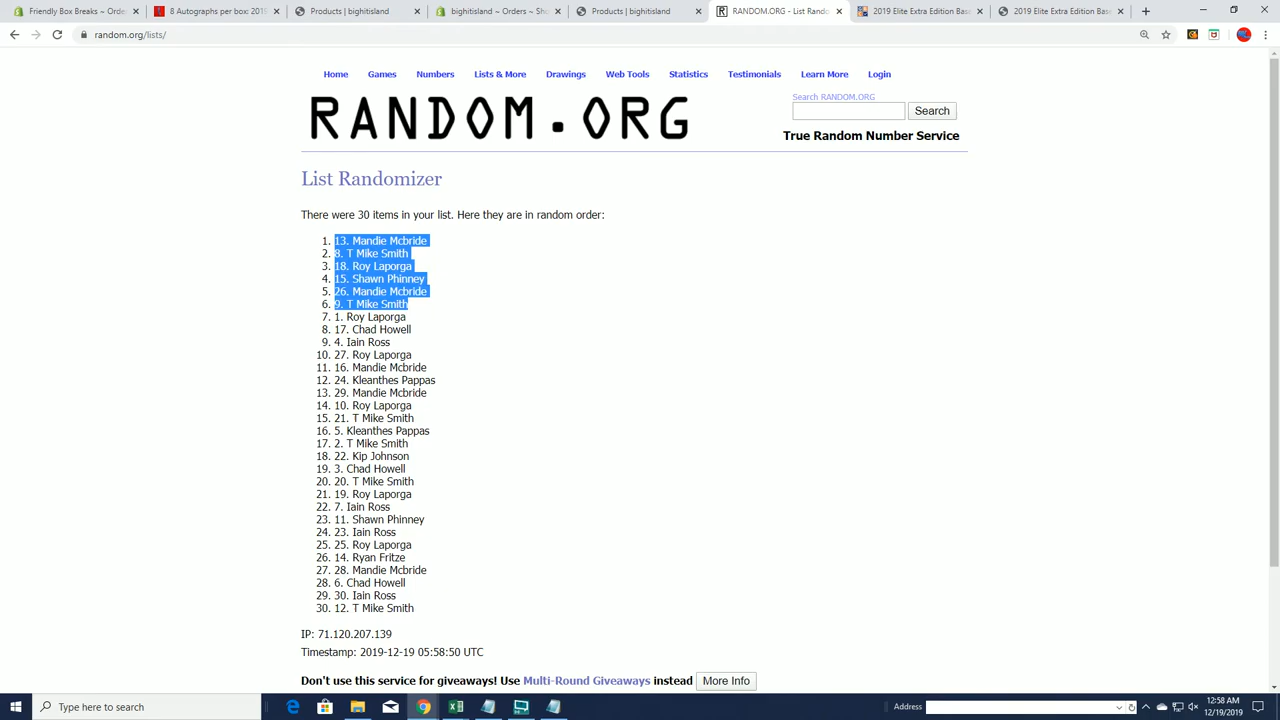 Friendly Box Breaks ~ Orders
8 Autographs per box: 2018
Products | bighitisland
bighitisland ~ Orders ~ Sh
Products ~ bighitisland
RANDOM.ORG - List Randomiz
2019 Elite Extra Edition Base
2019 Elite Extra Edition Base
random.org/lists/
Home Games Numbers Lists & More Drawings Web Tools Statistics Testimonials Learn More Login
RANDOM.ORG
Search RANDOM.ORG
Search
True Random Number Service
List Randomizer
There were 30 items in your list. Here they are in random order:
1. 13. Mandie Mcbride
2. 8. T Mike Smith
3. 18. Roy Laporga
4. 15. Shawn Phinney
5. 26. Mandie Mcbride
6. 9. T Mike Smith
7. 1. Roy Laporga
8. 17. Chad Howell
9. 4. Iain Ross
10. 27. Roy Laporga
11. 16. Mandie Mcbride
12. 24. Kleanthes Pappas
13. 29. Mandie Mcbride
14. 10. Roy Laporga
15. 21. T Mike Smith
16. 5. Kleanthes Pappas
17. 2. T Mike Smith
18. 22. Kip Johnson
19. 3. Chad Howell
20. 20. T Mike Smith
21. 19. Roy Laporga
22. 7. Iain Ross
23. 11. Shawn Phinney
24. 23. Iain Ross
25. 25. Roy Laporga
26. 14. Ryan Fritze
27. 28. Mandie Mcbride
28. 6. Chad Howell
29. 30. Iain Ross
30. 12. T Mike Smith
IP: 71.120.207.139
Timestamp: 2019-12-19 05:58:50 UTC
Don't use this service for giveaways! Use Multi-Round Giveaways instead More Info
Type here to search
Address
12:58 AM
12/19/2019